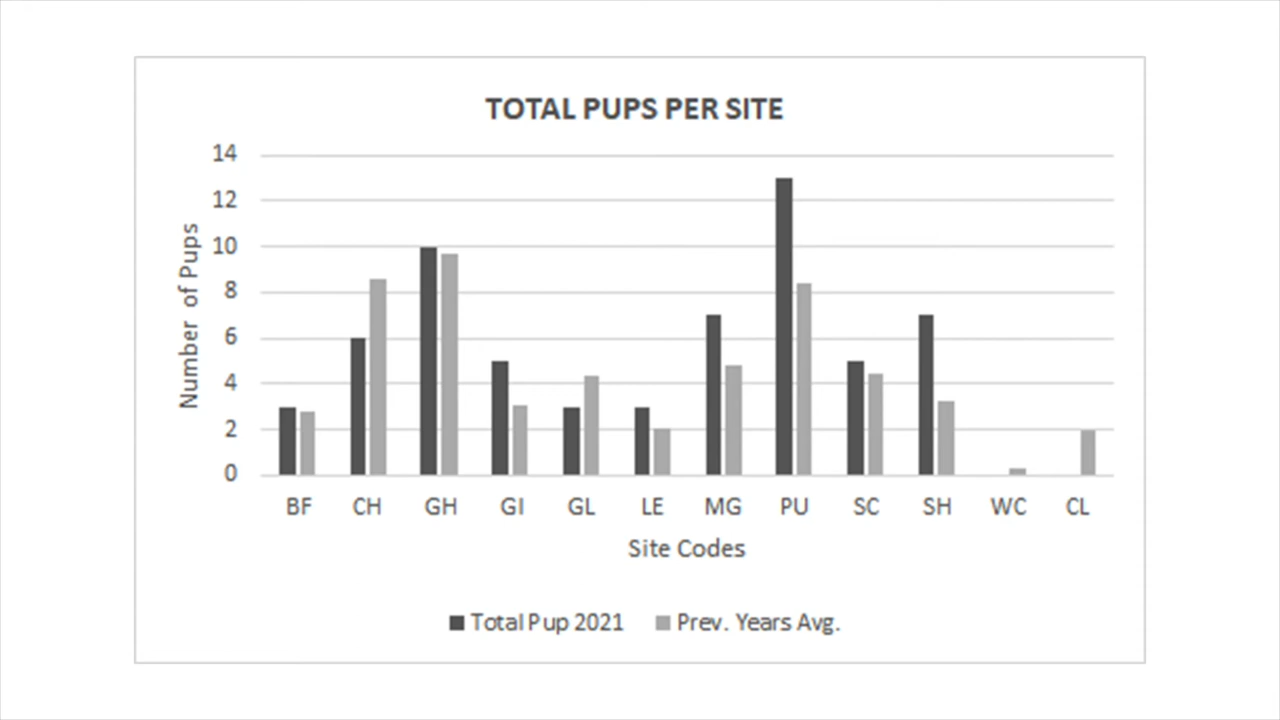 TOTAL PUPS PER SITE
14
12
10
8
6
4
2
0
Number of Pups
BF CH GH GI GL LE MG PU SC SH WC CL
Site Codes
Total Pup 2021 Prev. Years Avg.